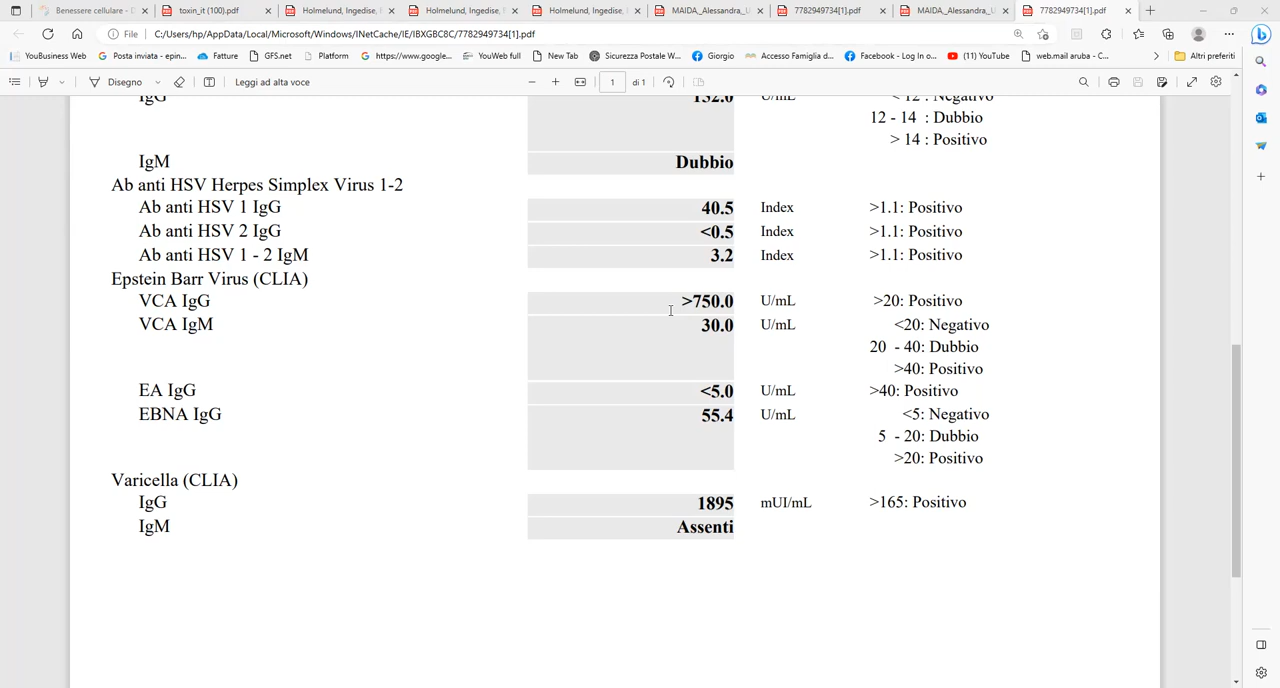 Benessere cellulare - D
toxin_it (100).pdf
Holmelund, Ingedise,
Holmelund, Ingedise,
Holmelund, Ingedise,
MAIDA_Alessandra_U
7782949734[1].pdf
MAIDA_Alessandra_U
7782949734[1].pdf
File C:/Users/hp/AppData/Local/Microsoft/Windows/INetCache/IE/IBXGBC8C/7782949734[1].pdf
YouBusiness Web Posta inviata - epin... Fatture GFS.net Platform https://www.google... YouWeb full New Tab Sicurezza Postale W... Giorgio Accesso Famiglia d... Facebook - Log In o... (11) YouTube web.mail aruba - C... Altri preferiti
Disegno Leggi ad alta voce 1 di 1
IgG 132.0 U/mL < 12 : Negativo
12 - 14 : Dubbio
> 14 : Positivo
IgM Dubbio
Ab anti HSV Herpes Simplex Virus 1-2
Ab anti HSV 1 IgG 40.5 Index >1.1: Positivo
Ab anti HSV 2 IgG <0.5 Index >1.1: Positivo
Ab anti HSV 1 - 2 IgM 3.2 Index >1.1: Positivo
Epstein Barr Virus (CLIA)
VCA IgG >750.0 U/mL >20: Positivo
VCA IgM 30.0 U/mL <20: Negativo
20 - 40: Dubbio
>40: Positivo
EA IgG <5.0 U/mL >40: Positivo
EBNA IgG 55.4 U/mL <5: Negativo
5 - 20: Dubbio
>20: Positivo
Varicella (CLIA)
IgG 1895 mUI/mL >165: Positivo
IgM Assenti